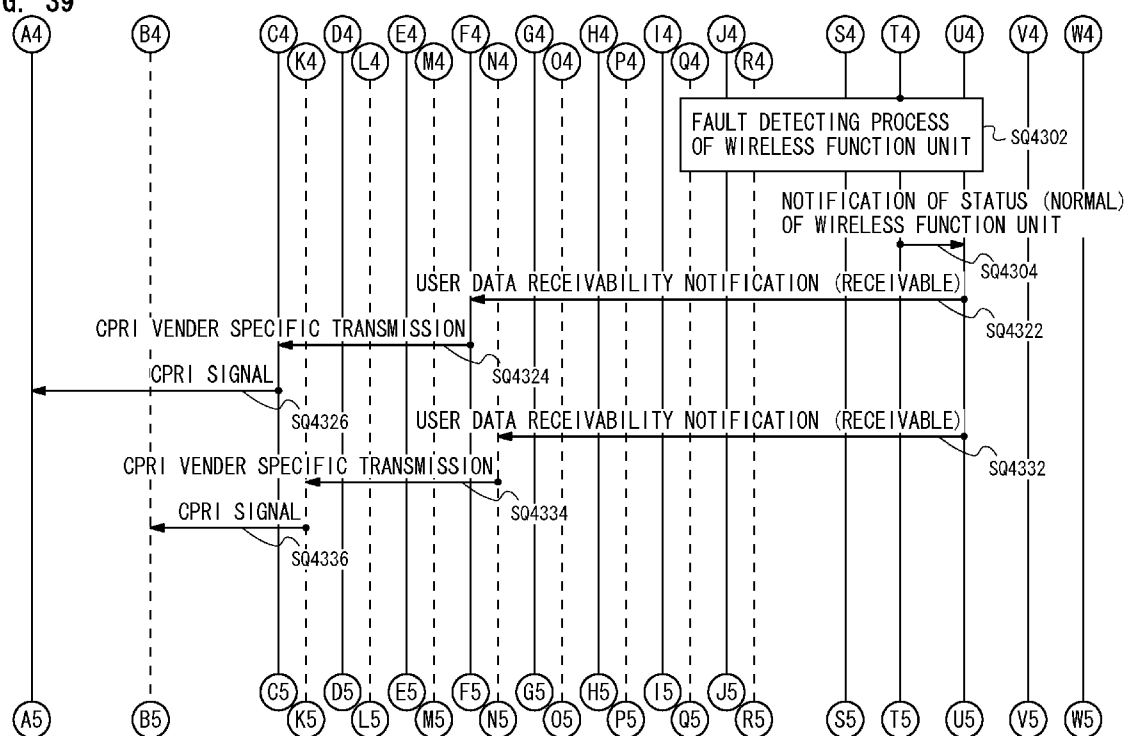 G. 39
A4 B4 C4 D4 E4 F4 G4 H4 I4 J4 S4 T4 U4 V4 W4
K4 L4 M4 N4 O4 P4 Q4 R4
FAULT DETECTING PROCESS
OF WIRELESS FUNCTION UNIT
SQ4302
NOTIFICATION OF STATUS (NORMAL)
OF WIRELESS FUNCTION UNIT
SQ4304
USER DATA RECEIVABILITY NOTIFICATION (RECEIVABLE)
SQ4322
CPRI VENDER SPECIFIC TRANSMISSION
SQ4324
CPRI SIGNAL
SQ4326
USER DATA RECEIVABILITY NOTIFICATION (RECEIVABLE)
SQ4332
CPRI VENDER SPECIFIC TRANSMISSION
SQ4334
CPRI SIGNAL
SQ4336
C5 D5 E5 F5 G5 H5 I5 J5
A5 B5 K5 L5 M5 N5 O5 P5 Q5 R5 S5 T5 U5 V5 W5